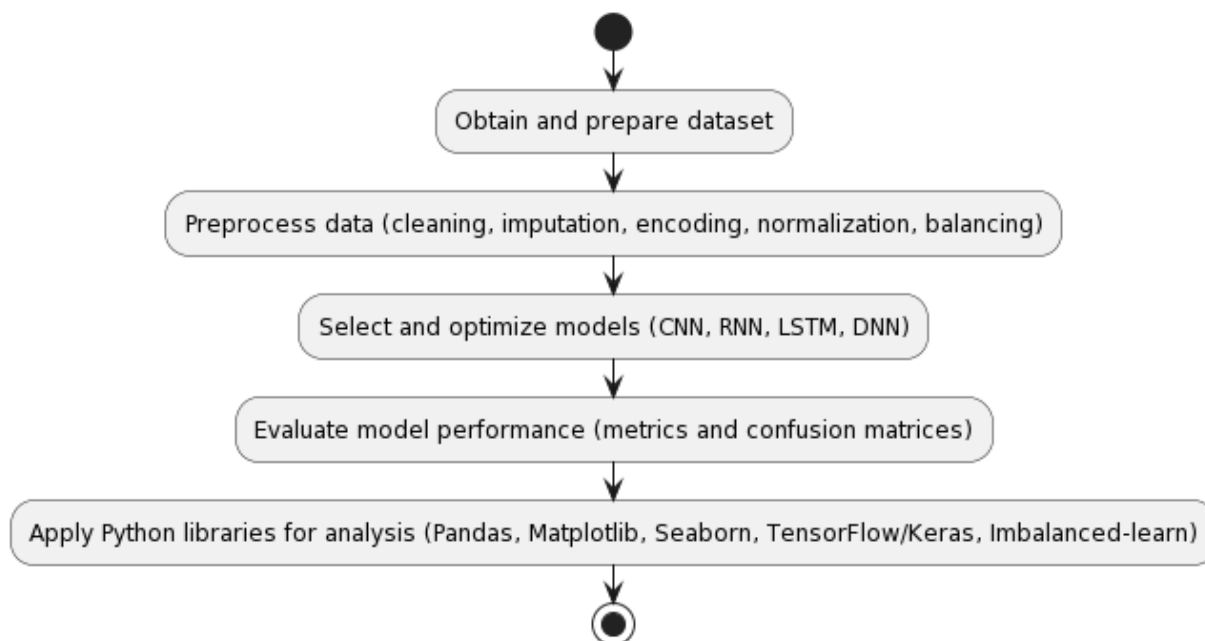 Obtain and prepare dataset
Preprocess data (cleaning, imputation, encoding, normalization, balancing)
Select and optimize models (CNN, RNN, LSTM, DNN)
Evaluate model performance (metrics and confusion matrices)
Apply Python libraries for analysis (Pandas, Matplotlib, Seaborn, TensorFlow/Keras, Imbalanced-learn)